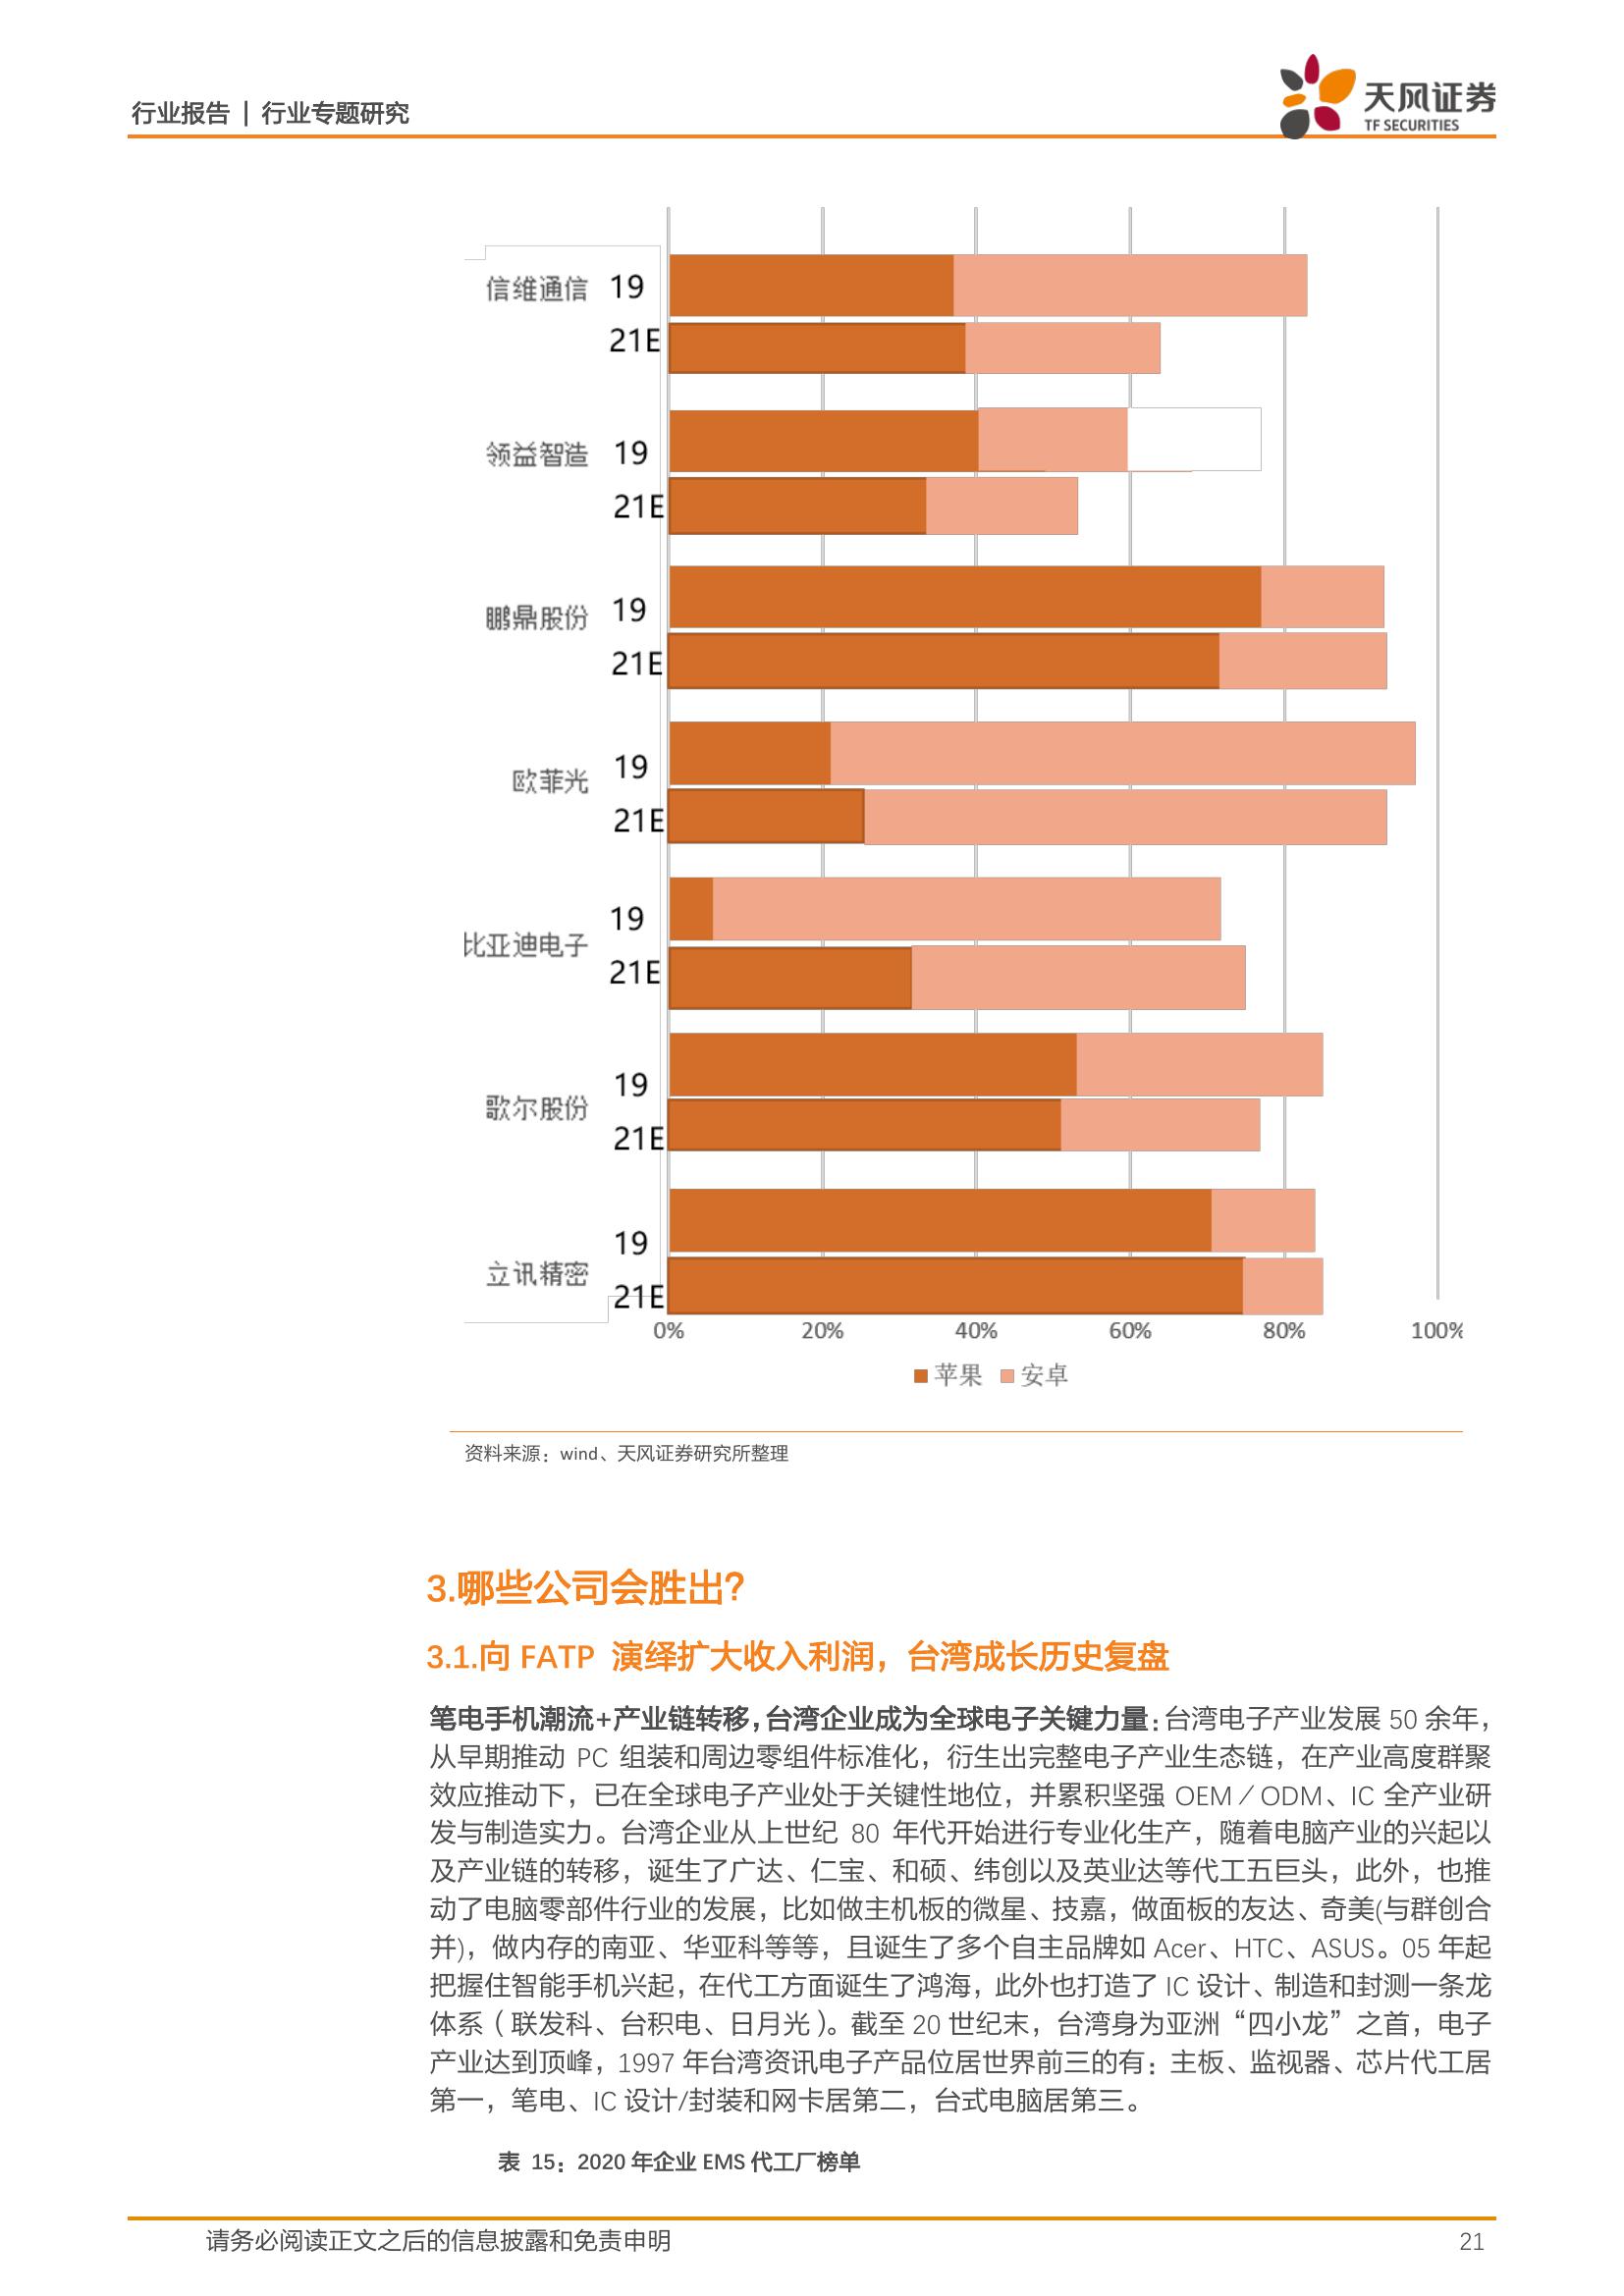 行业报告 | 行业专题研究
天风证券
TF SECURITIES
信维通信 19
21E
领益智造 19
21E
鹏鼎股份 19
21E
欧菲光 19
21E
比亚迪电子 19
21E
歌尔股份 19
21E
立讯精密 19
21E
0% 20% 40% 60% 80% 100%
苹果 安卓
资料来源：wind、天风证券研究所整理
3.哪些公司会胜出？
3.1.向 FATP 演绎扩大收入利润，台湾成长历史复盘
笔电手机潮流+产业链转移，台湾企业成为全球电子关键力量：台湾电子产业发展 50 余年，
从早期推动 PC 组装和周边零组件标准化，衍生出完整电子产业生态链，在产业高度群聚
效应推动下，已在全球电子产业处于关键性地位，并累积坚强 OEM／ODM、IC 全产业研
发与制造实力。台湾企业从上世纪 80 年代开始进行专业化生产，随着电脑产业的兴起以
及产业链的转移，诞生了广达、仁宝、和硕、纬创以及英业达等代工五巨头，此外，也推
动了电脑零部件行业的发展，比如做主机板的微星、技嘉，做面板的友达、奇美(与群创合
并)，做内存的南亚、华亚科等等，且诞生了多个自主品牌如 Acer、HTC、ASUS。05 年起
把握住智能手机兴起，在代工方面诞生了鸿海，此外也打造了 IC 设计、制造和封测一条龙
体系（联发科、台积电、日月光）。截至 20 世纪末，台湾身为亚洲“四小龙”之首，电子
产业达到顶峰，1997 年台湾资讯电子产品位居世界前三的有：主板、监视器、芯片代工居
第一，笔电、IC 设计/封装和网卡居第二，台式电脑居第三。
表 15：2020 年企业 EMS 代工厂榜单
请务必阅读正文之后的信息披露和免责申明 21